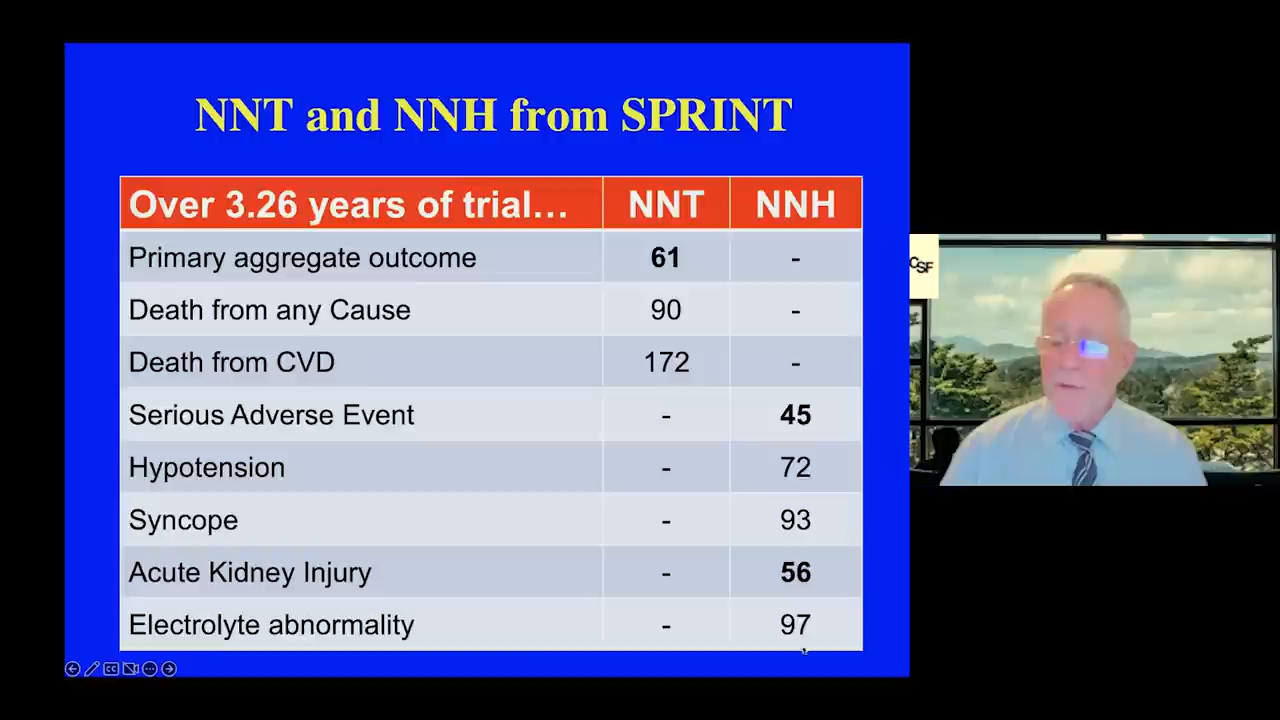 NNT and NNH from SPRINT
Over 3.26 years of trial… NNT NNH
Primary aggregate outcome 61 -
Death from any Cause 90 -
Death from CVD 172 -
Serious Adverse Event - 45
Hypotension - 72
Syncope - 93
Acute Kidney Injury - 56
Electrolyte abnormality - 97
CSF